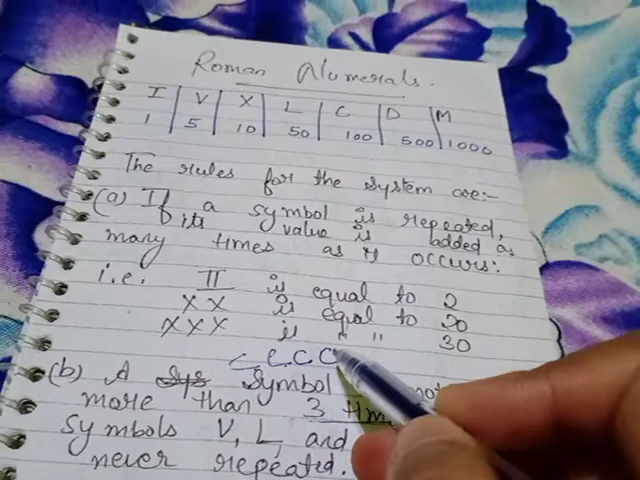 Roman Numerals.
I V X L C D M
1 5 10 50 100 500 1000
The rules for the system are:-
(a) If a symbol is repeated,
its value is added as
many times as it occurs:
i.e. II is equal to 2
XX is equal to 20
XXX is " " 30
C C C C
(b) A symbol not
more than 3 tim
symbols V, L, and
never repeated.